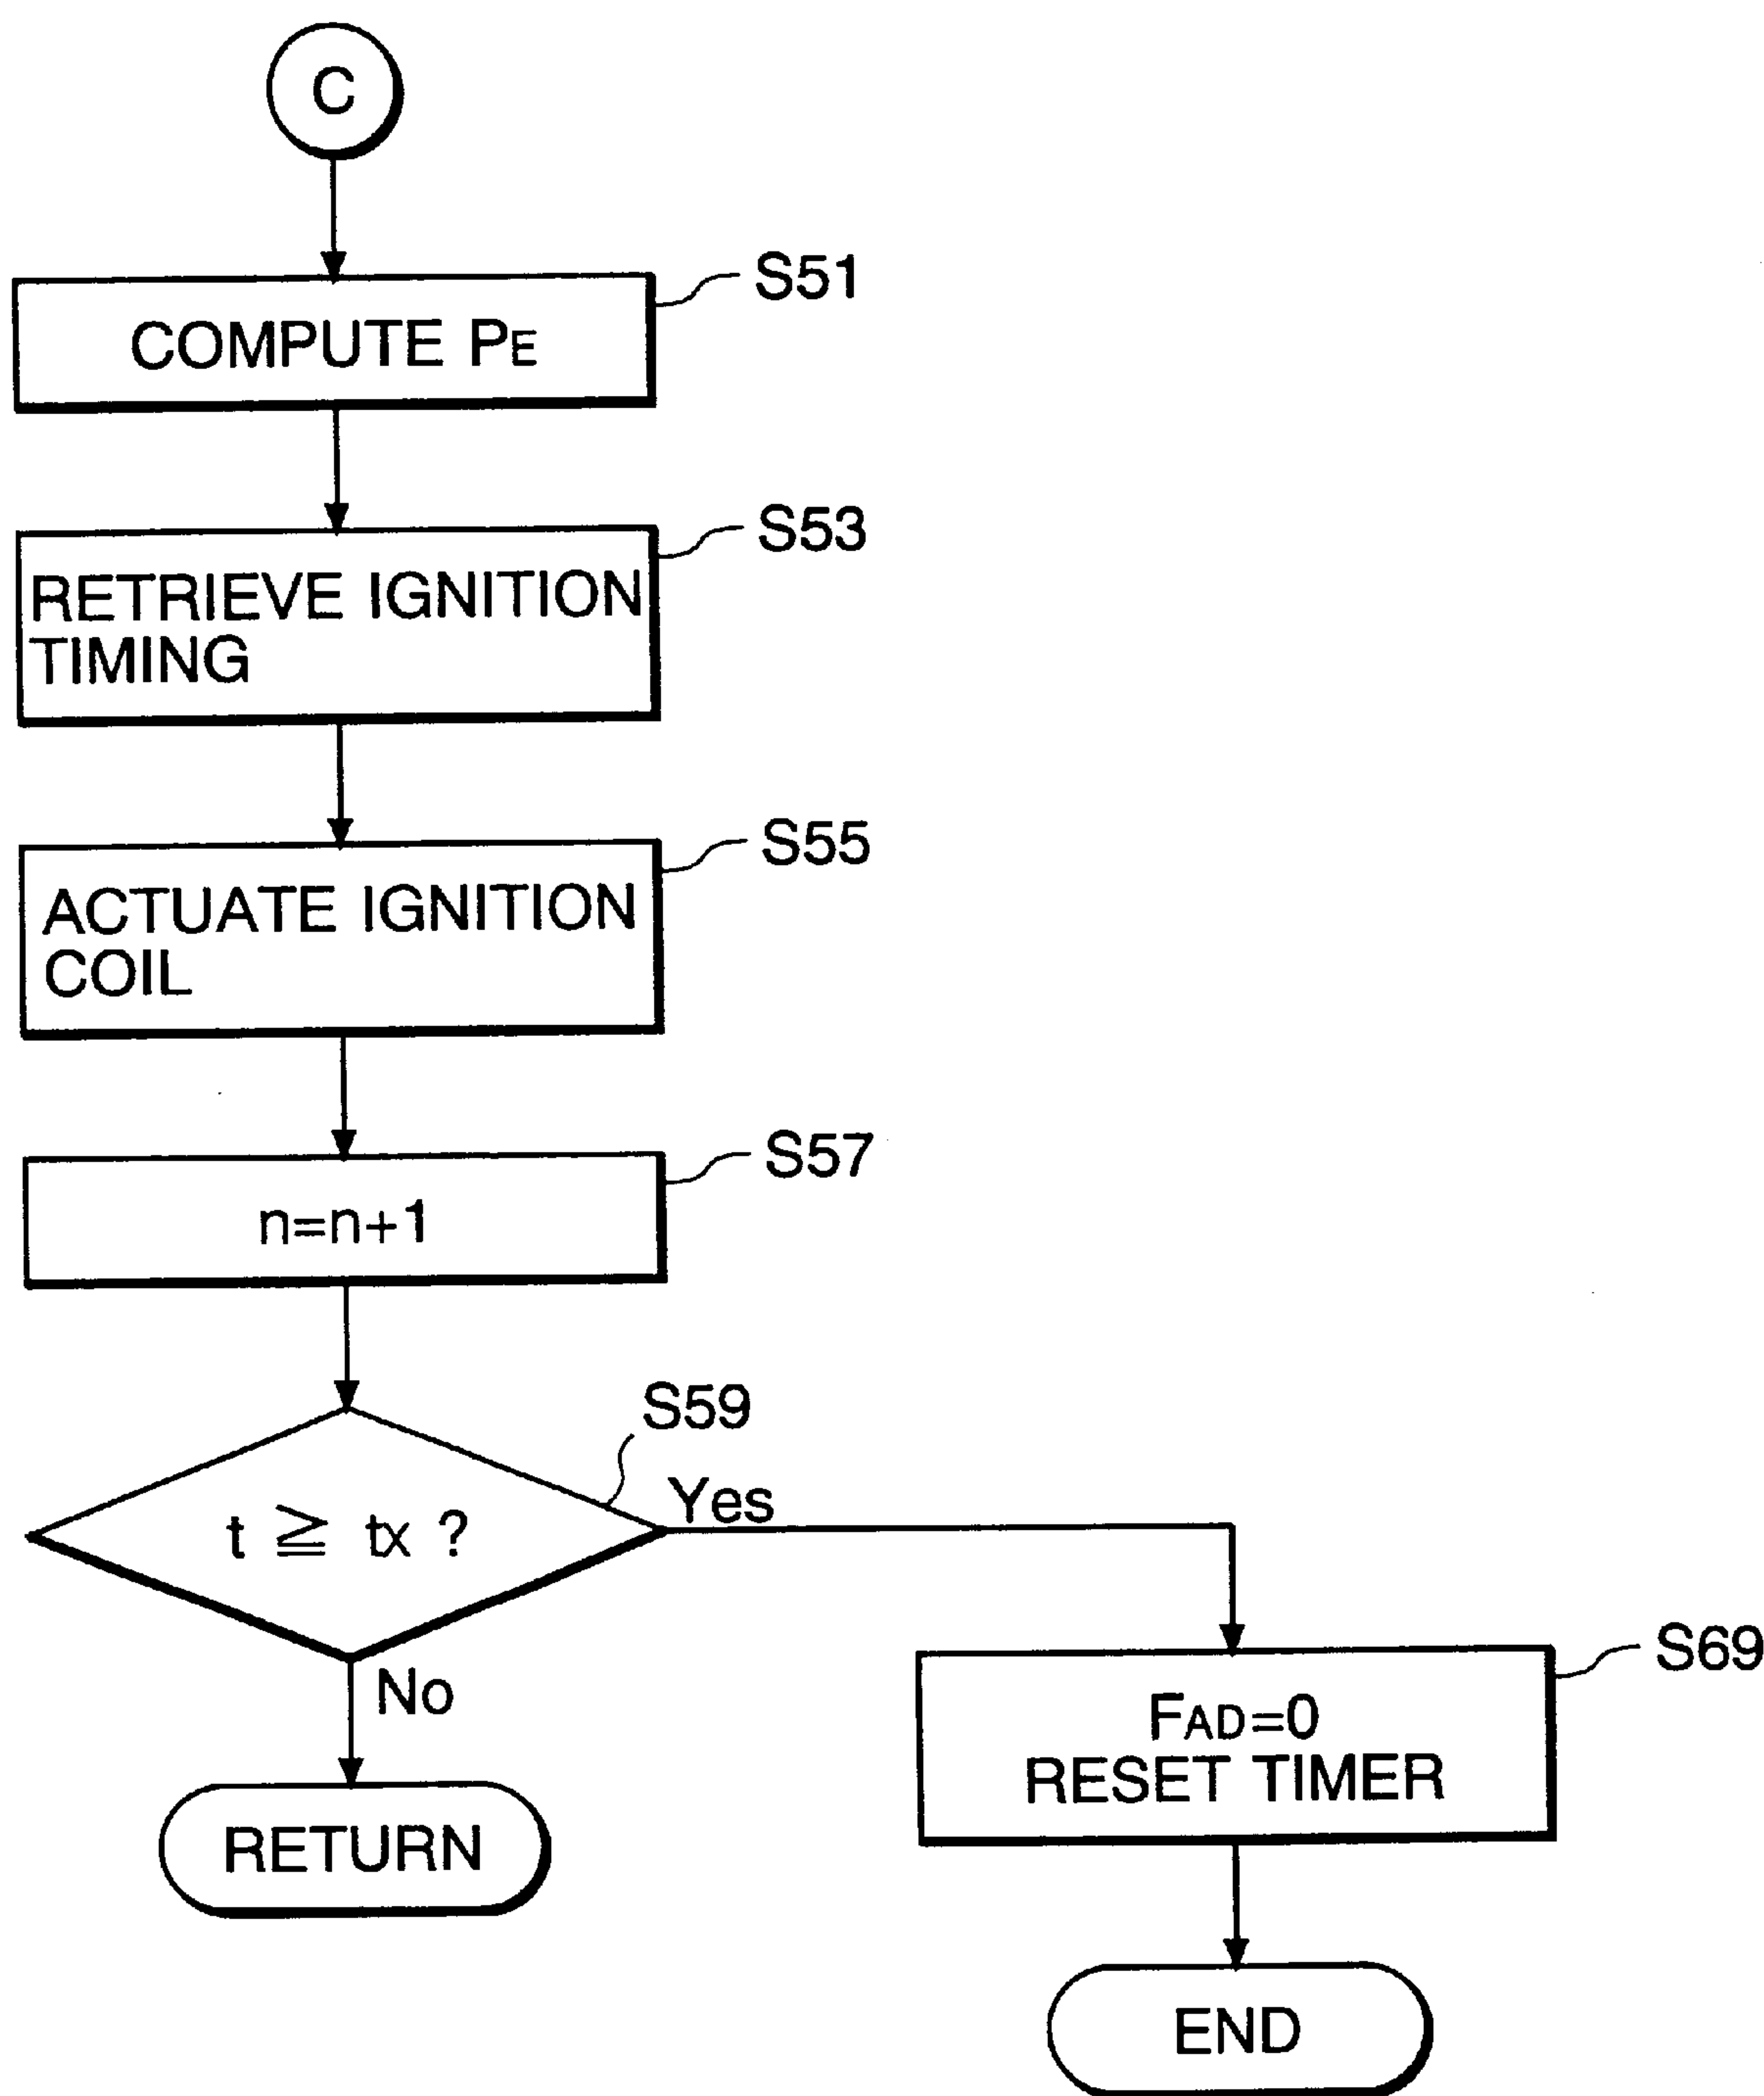 C
S51
COMPUTE PE
S53
RETRIEVE IGNITION
TIMING
S55
ACTUATE IGNITION
COIL
S57
n=n+1
S59
t ≧ tx ?
Yes
No
S69
FAD=0
RESET TIMER
RETURN
END